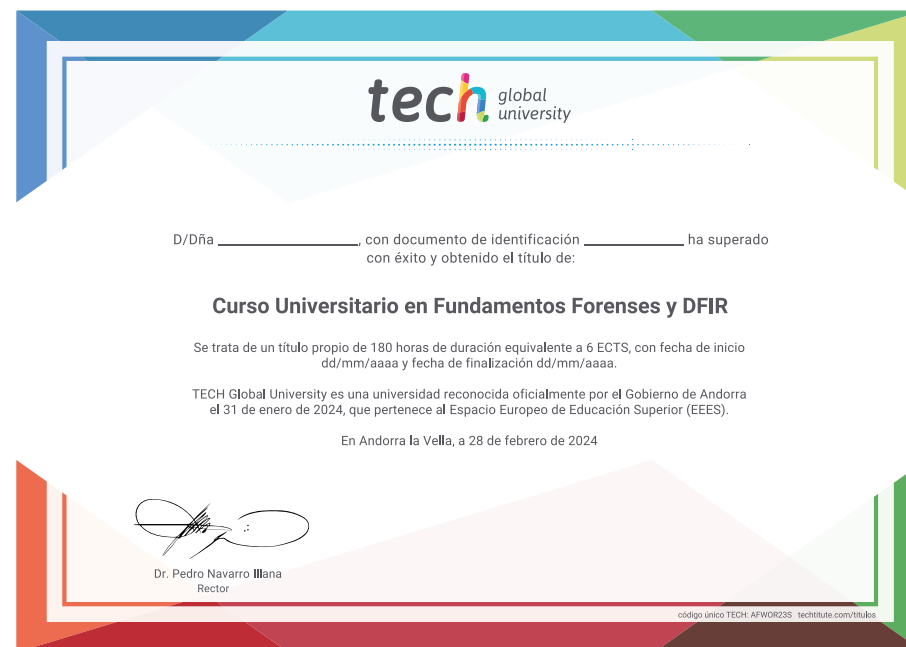 tech global university
D/Dña ____________________, con documento de identificación ______________ ha superado
con éxito y obtenido el título de:
Curso Universitario en Fundamentos Forenses y DFIR
Se trata de un título propio de 180 horas de duración equivalente a 6 ECTS, con fecha de inicio
dd/mm/aaaa y fecha de finalización dd/mm/aaaa.
TECH Global University es una universidad reconocida oficialmente por el Gobierno de Andorra
el 31 de enero de 2024, que pertenece al Espacio Europeo de Educación Superior (EEES).
En Andorra la Vella, a 28 de febrero de 2024
Dr. Pedro Navarro Illana
Rector
código único TECH: AFWOR23S techtitute.com/titulos